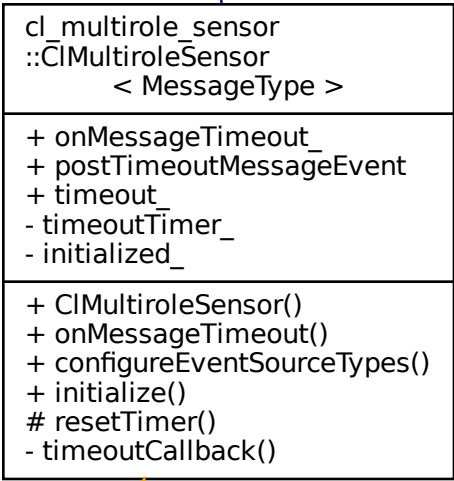 cl_multirole_sensor
::ClMultiroleSensor
< MessageType >
+ onMessageTimeout_
+ postTimeoutMessageEvent
+ timeout_
- timeoutTimer_
- initialized_
+ ClMultiroleSensor()
+ onMessageTimeout()
+ configureEventSourceTypes()
+ initialize()
# resetTimer()
- timeoutCallback()